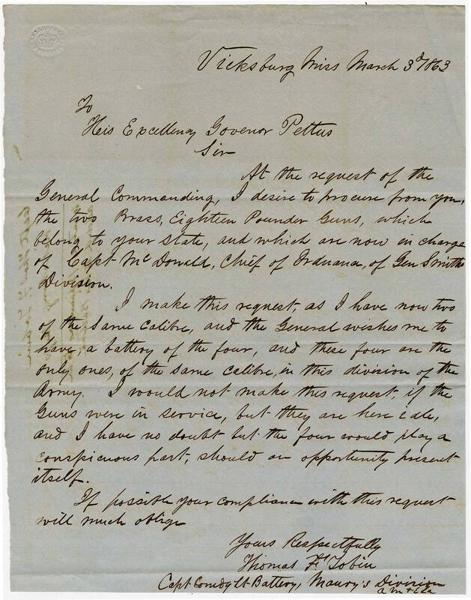 Vicksburg Miss March 3d 1863
To
His Excellency Govenor Pettus
Sir
At the request of the
General Commanding, I desire to procure from you,
the two Brass, Eighteen Pounder Guns, which
belong to your State, and which are now in charge
of Capt. McDonald, Chief of Ordnance, of Gen Smiths
Division.
I make this request, as I have now two
of the same Calibre, and the General wishes me to
have, a battery of the four, and these four are the
only ones, of the same calibre, in this division of the
Army. I would not make this request, if the
Guns were in service, but they are here idle,
and I have no doubt but the four would play a
conspicuous part, should an opportunity present
itself.
If possible your compliance with this request
will much oblige
Yours Respectfully
Thomas F. Tobin
Capt Comdg Lt Battery, Maury's Division